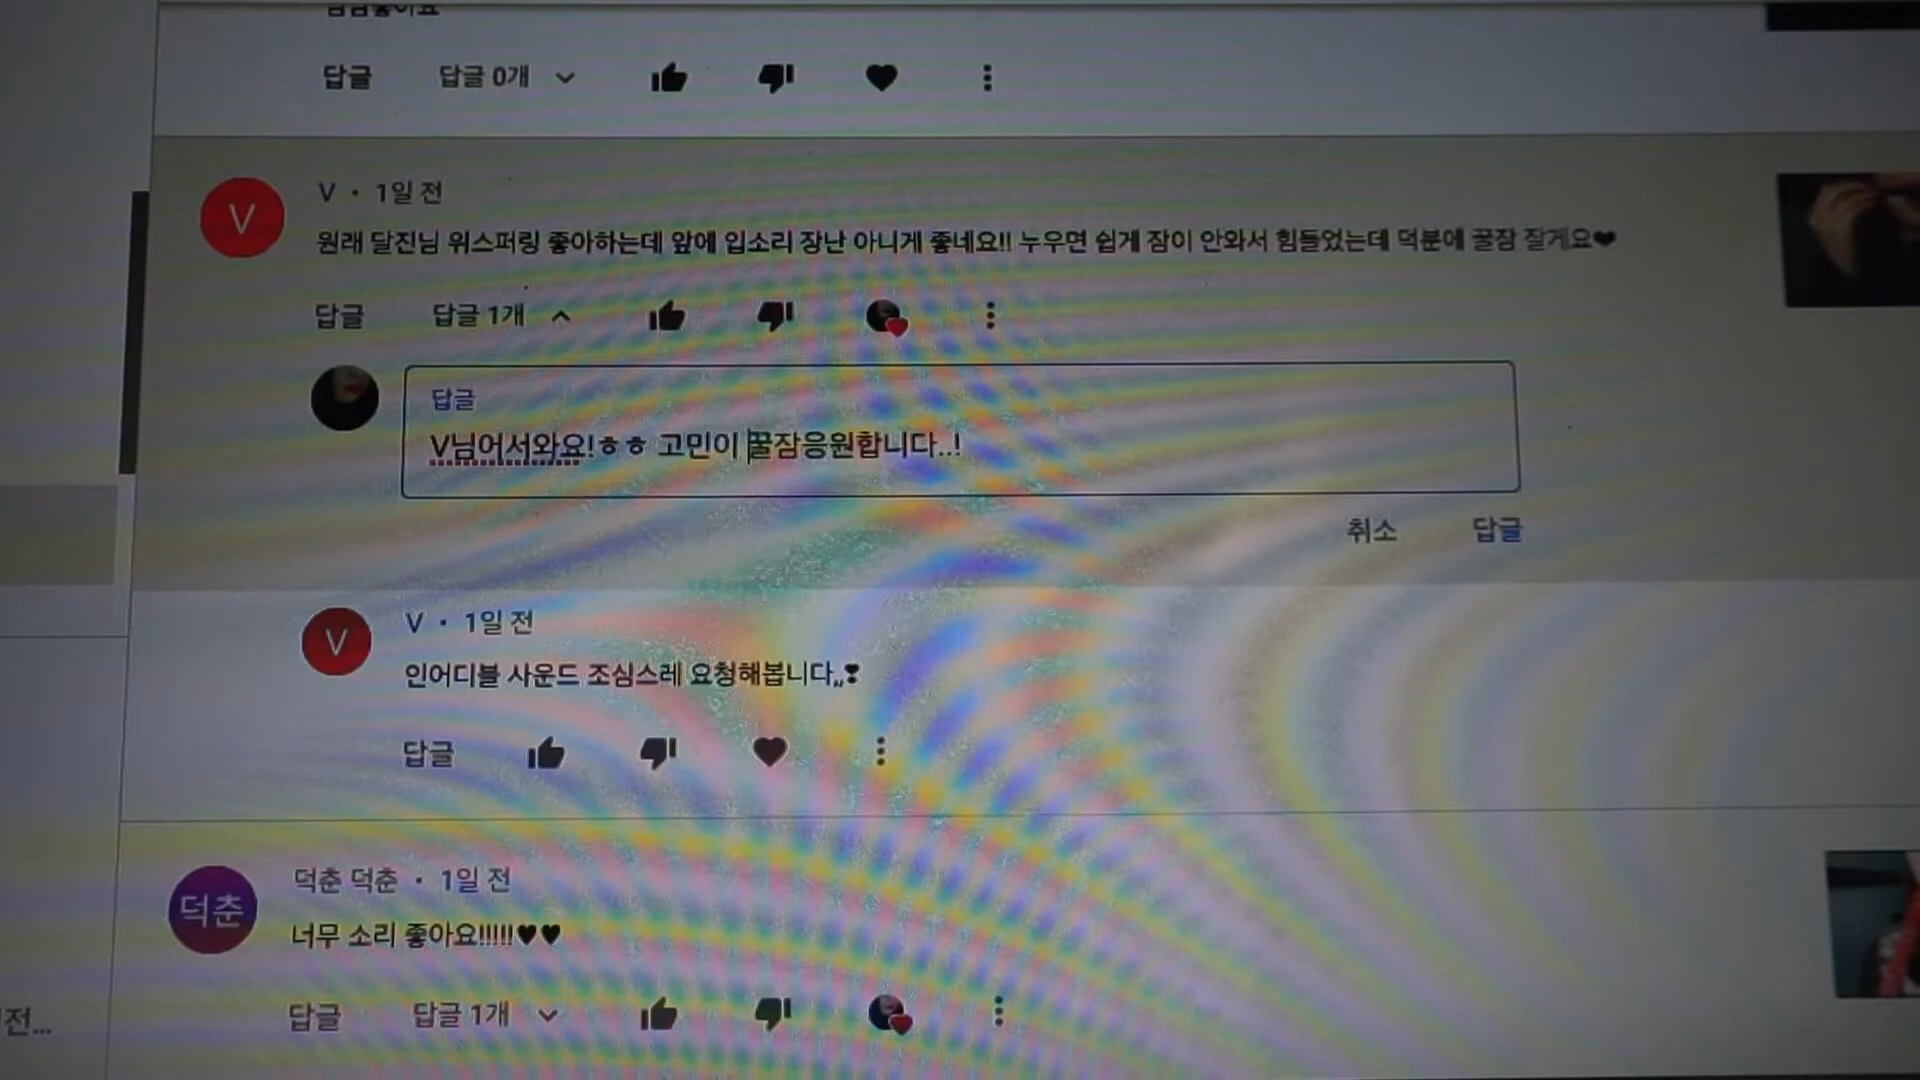 답글 답글 0개
V
V • 1일 전
원래 달진님 위스퍼링 좋아하는데 앞에 입소리 장난 아니게 좋네요!! 누우면 쉽게 잠이 안와서 힘들었는데 덕분에 꿀잠 잘게요❤
답글 답글 1개
답글
V님어서와요!ㅎㅎ 고민이 꿀잠응원합니다..!
취소 답글
V
V • 1일 전
인어디블 사운드 조심스레 요청해봅니다,,❣
답글
덕춘
덕춘 덕춘 • 1일 전
너무 소리 좋아요!!!!!♥♥
전...
답글 답글 1개